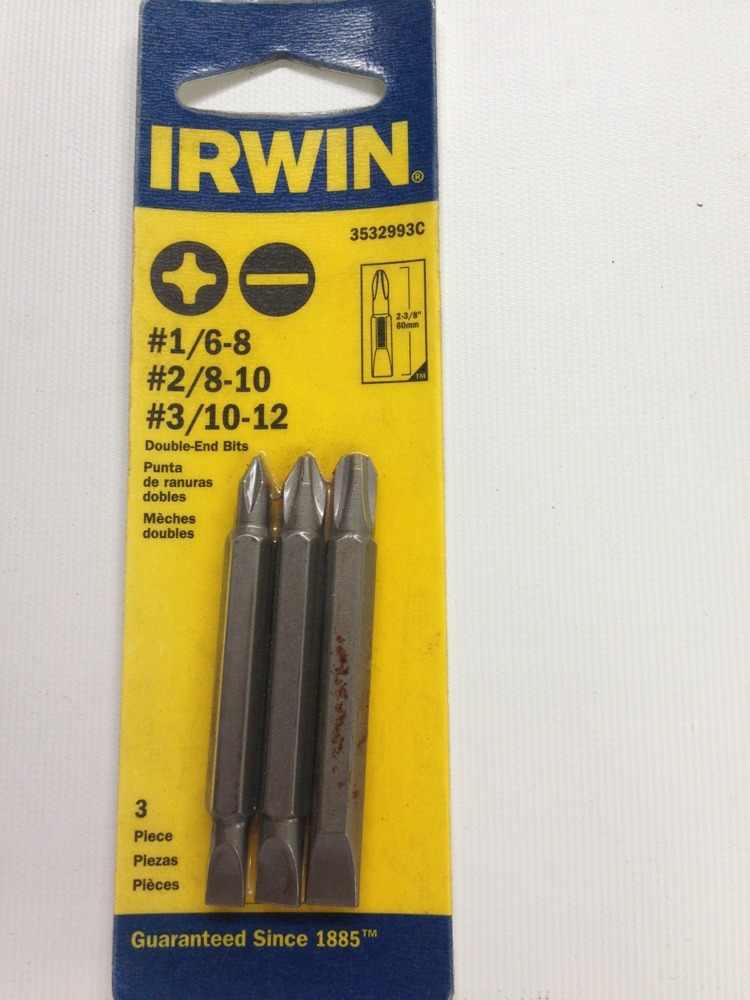 IRWIN®
3532993C
2-3/8"
60mm
TM
#1/6-8
#2/8-10
#3/10-12
Double-End Bits
Punta
de ranuras
dobles
Mèches
doubles
3
Piece
Piezas
Pièces
Guaranteed Since 1885™